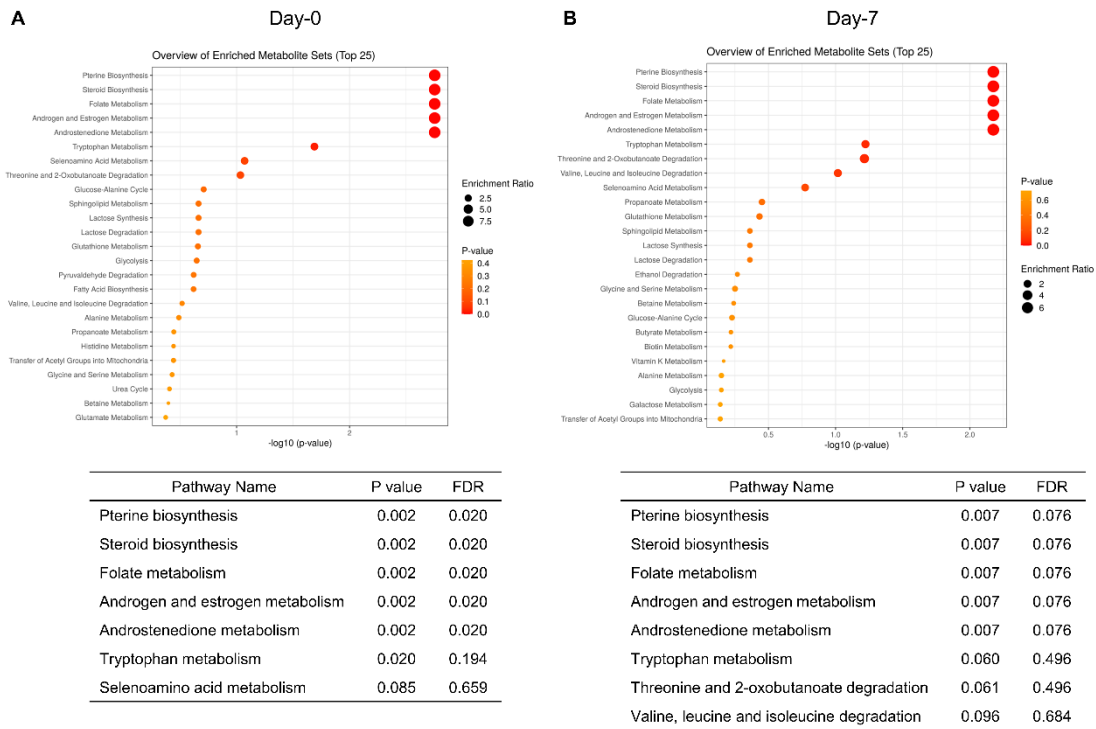 A
Day-0
Overview of Enriched Metabolite Sets (Top 25)
Pterine Biosynthesis
Steroid Biosynthesis
Folate Metabolism
Androgen and Estrogen Metabolism
Androstenedione Metabolism
Tryptophan Metabolism
Selenoamino Acid Metabolism
Threonine and 2-Oxobutanoate Degradation
Glucose-Alanine Cycle
Sphingolipid Metabolism
Lactose Synthesis
Lactose Degradation
Glutathione Metabolism
Glycolysis
Pyruvaldehyde Degradation
Fatty Acid Biosynthesis
Valine, Leucine and Isoleucine Degradation
Alanine Metabolism
Propanoate Metabolism
Histidine Metabolism
Transfer of Acetyl Groups into Mitochondria
Glycine and Serine Metabolism
Urea Cycle
Betaine Metabolism
Glutamate Metabolism
1 2
-log10 (p-value)
Enrichment Ratio
2.5
5.0
7.5
P-value
0.4
0.3
0.2
0.1
0.0
Pathway Name P value FDR
Pterine biosynthesis 0.002 0.020
Steroid biosynthesis 0.002 0.020
Folate metabolism 0.002 0.020
Androgen and estrogen metabolism 0.002 0.020
Androstenedione metabolism 0.002 0.020
Tryptophan metabolism 0.020 0.194
Selenoamino acid metabolism 0.085 0.659
B
Day-7
Overview of Enriched Metabolite Sets (Top 25)
Pterine Biosynthesis
Steroid Biosynthesis
Folate Metabolism
Androgen and Estrogen Metabolism
Androstenedione Metabolism
Tryptophan Metabolism
Threonine and 2-Oxobutanoate Degradation
Valine, Leucine and Isoleucine Degradation
Selenoamino Acid Metabolism
Propanoate Metabolism
Glutathione Metabolism
Sphingolipid Metabolism
Lactose Synthesis
Lactose Degradation
Ethanol Degradation
Glycine and Serine Metabolism
Betaine Metabolism
Glucose-Alanine Cycle
Butyrate Metabolism
Biotin Metabolism
Vitamin K Metabolism
Alanine Metabolism
Glycolysis
Galactose Metabolism
Transfer of Acetyl Groups into Mitochondria
0.5 1.0 1.5 2.0
-log10 (p-value)
P-value
0.6
0.4
0.2
0.0
Enrichment Ratio
2
4
6
Pathway Name P value FDR
Pterine biosynthesis 0.007 0.076
Steroid biosynthesis 0.007 0.076
Folate metabolism 0.007 0.076
Androgen and estrogen metabolism 0.007 0.076
Androstenedione metabolism 0.007 0.076
Tryptophan metabolism 0.060 0.496
Threonine and 2-oxobutanoate degradation 0.061 0.496
Valine, leucine and isoleucine degradation 0.096 0.684